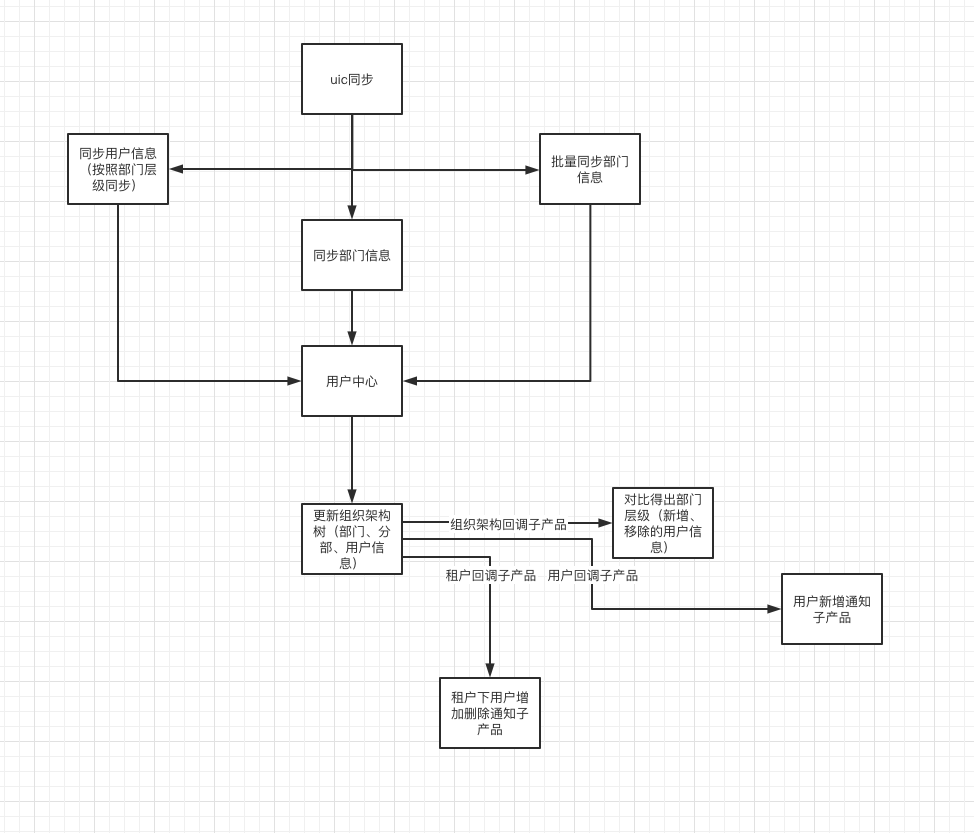 uic同步
同步用户信息
（按照部门层
级同步）
批量同步部门
信息
同步部门信息
用户中心
更新组织架构
树（部门、分
部、用户信
息）
组织架构回调子产品
对比得出部门
层级（新增、
移除的用户信
息）
租户回调子产品
用户回调子产品
用户新增通知
子产品
租户下用户增
加删除通知子
产品